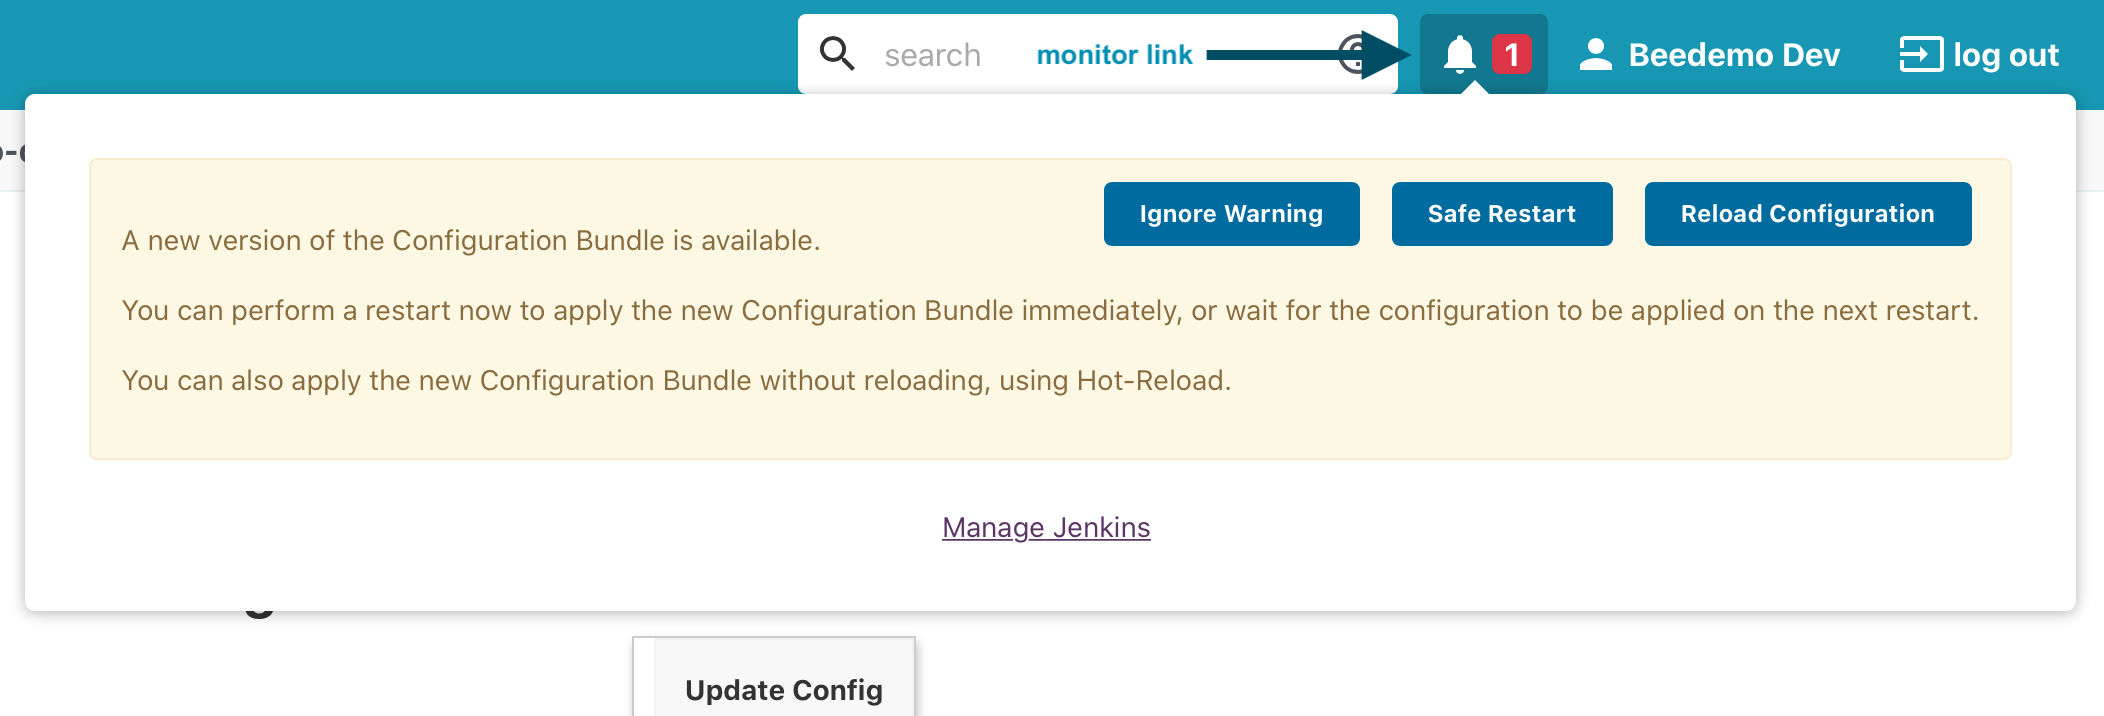 search monitor link 1 Beedemo Dev log out
Ignore Warning Safe Restart Reload Configuration
A new version of the Configuration Bundle is available.
You can perform a restart now to apply the new Configuration Bundle immediately, or wait for the configuration to be applied on the next restart.
You can also apply the new Configuration Bundle without reloading, using Hot-Reload.
Manage Jenkins
Update Config